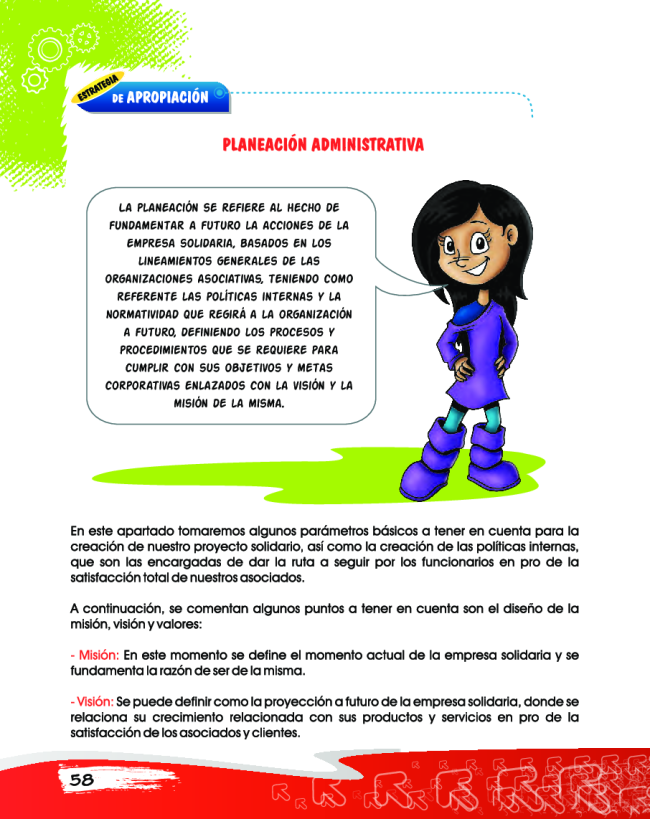 ESTRATEGIA
DE APROPIACIÓN
PLANEACIÓN ADMINISTRATIVA
LA PLANEACIÓN SE REFIERE AL HECHO DE
FUNDAMENTAR A FUTURO LA ACCIONES DE LA
EMPRESA SOLIDARIA, BASADOS EN LOS
LINEAMIENTOS GENERALES DE LAS
ORGANIZACIONES ASOCIATIVAS, TENIENDO COMO
REFERENTE LAS POLÍTICAS INTERNAS Y LA
NORMATIVIDAD QUE REGIRÁ A LA ORGANIZACIÓN
A FUTURO, DEFINIENDO LOS PROCESOS Y
PROCEDIMIENTOS QUE SE REQUIERE PARA
CUMPLIR CON SUS OBJETIVOS Y METAS
CORPORATIVAS ENLAZADOS CON LA VISIÓN Y LA
MISIÓN DE LA MISMA.
En este apartado tomaremos algunos parámetros básicos a tener en cuenta para la
creación de nuestro proyecto solidario, así como la creación de las políticas internas,
que son las encargadas de dar la ruta a seguir por los funcionarios en pro de la
satisfacción total de nuestros asociados.
A continuación, se comentan algunos puntos a tener en cuenta son el diseño de la
misión, visión y valores:
- Misión: En este momento se define el momento actual de la empresa solidaria y se
fundamenta la razón de ser de la misma.
- Visión: Se puede definir como la proyección a futuro de la empresa solidaria, donde se
relaciona su crecimiento relacionada con sus productos y servicios en pro de la
satisfacción de los asociados y clientes.
58